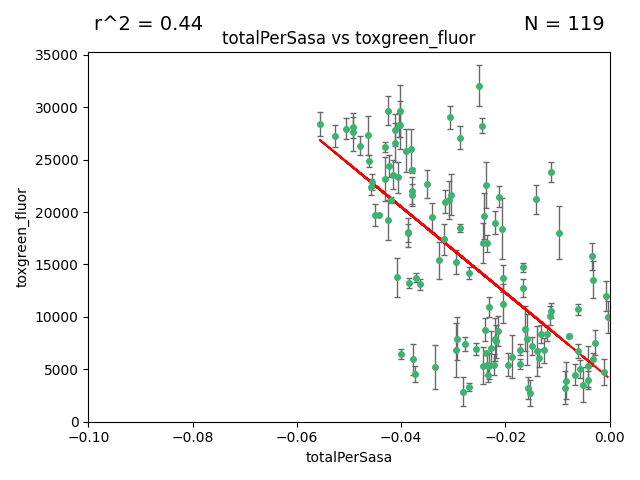 r^2 = 0.44
N = 119
totalPerSasa vs toxgreen_fluor
35000
30000
25000
20000
15000
10000
5000
0
toxgreen_fluor
−0.10
−0.08
−0.06
−0.04
−0.02
0.00
totalPerSasa